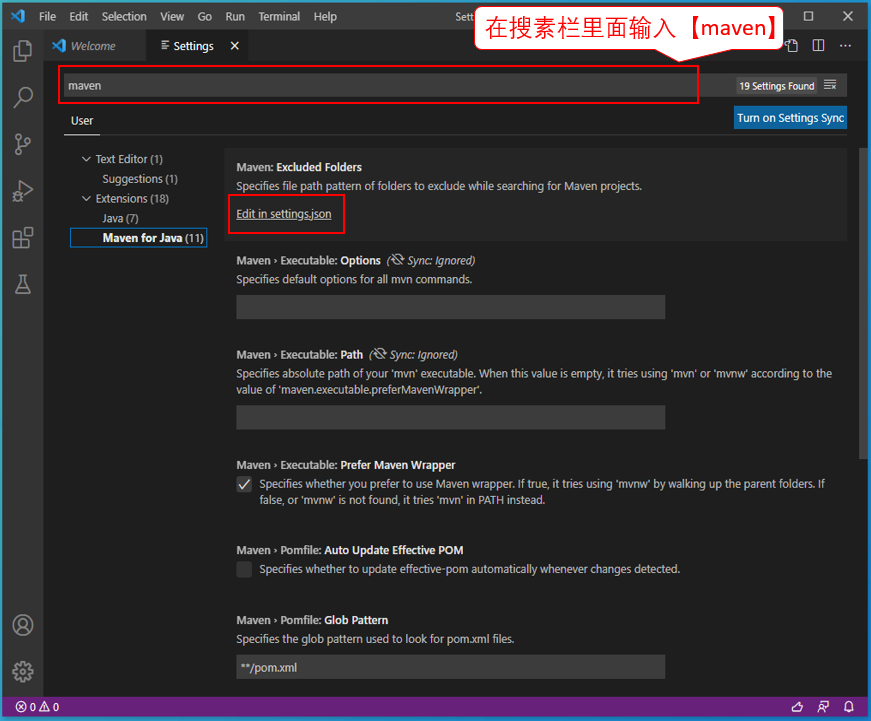 File Edit Selection View Go Run Terminal Help Set
在搜素栏里面输入【maven】
Welcome Settings
maven
19 Settings Found
User
Turn on Settings Sync
Text Editor (1)
Suggestions (1)
Extensions (18)
Java (7)
Maven for Java (11)
Maven: Excluded Folders
Specifies file path pattern of folders to exclude while searching for Maven projects.
Edit in settings.json
Maven › Executable: Options (Sync: Ignored)
Specifies default options for all mvn commands.
Maven › Executable: Path (Sync: Ignored)
Specifies absolute path of your 'mvn' executable. When this value is empty, it tries using 'mvn' or 'mvnw' according to the
value of 'maven.executable.preferMavenWrapper'.
Maven › Executable: Prefer Maven Wrapper
Specifies whether you prefer to use Maven wrapper. If true, it tries using 'mvnw' by walking up the parent folders. If
false, or 'mvnw' is not found, it tries 'mvn' in PATH instead.
Maven › Pomfile: Auto Update Effective POM
Specifies whether to update effective-pom automatically whenever changes detected.
Maven › Pomfile: Glob Pattern
Specifies the glob pattern used to look for pom.xml files.
**/pom.xml
0 0